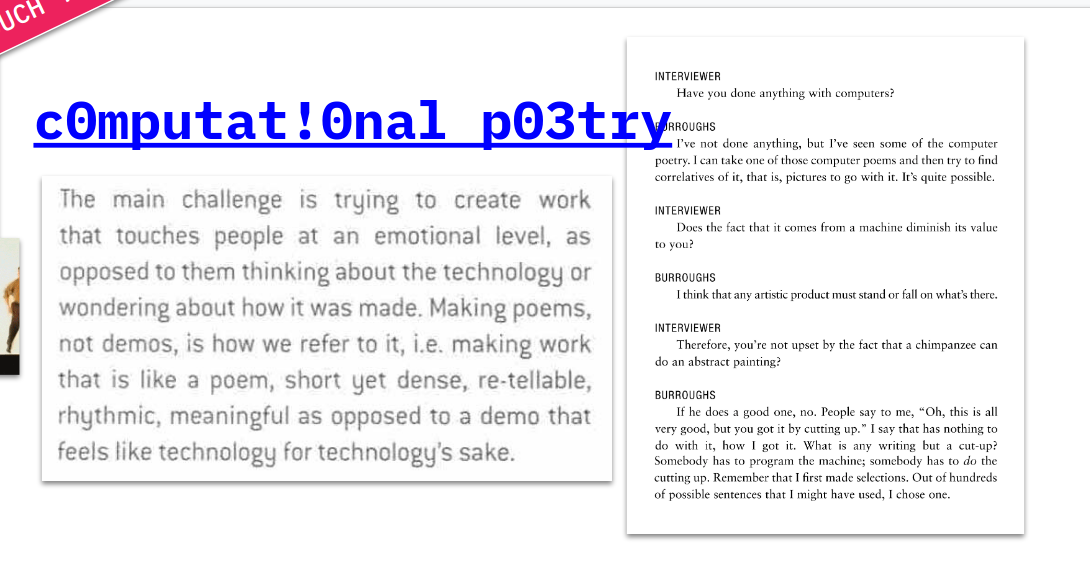 UCH
c0mputat!0nal p03try
The main challenge is trying to create work
that touches people at an emotional level, as
opposed to them thinking about the technology or
wondering about how it was made. Making poems,
not demos, is how we refer to it, i.e. making work
that is like a poem, short yet dense, re-tellable,
rhythmic, meaningful as opposed to a demo that
feels like technology for technology's sake.
INTERVIEWER
Have you done anything with computers?
BURROUGHS
I've not done anything, but I've seen some of the computer
poetry. I can take one of those computer poems and then try to find
correlatives of it, that is, pictures to go with it. It's quite possible.
INTERVIEWER
Does the fact that it comes from a machine diminish its value
to you?
BURROUGHS
I think that any artistic product must stand or fall on what's there.
INTERVIEWER
Therefore, you're not upset by the fact that a chimpanzee can
do an abstract painting?
BURROUGHS
If he does a good one, no. People say to me, “Oh, this is all
very good, but you got it by cutting up.” I say that has nothing to
do with it, how I got it. What is any writing but a cut-up?
Somebody has to program the machine; somebody has to do the
cutting up. Remember that I first made selections. Out of hundreds
of possible sentences that I might have used, I chose one.